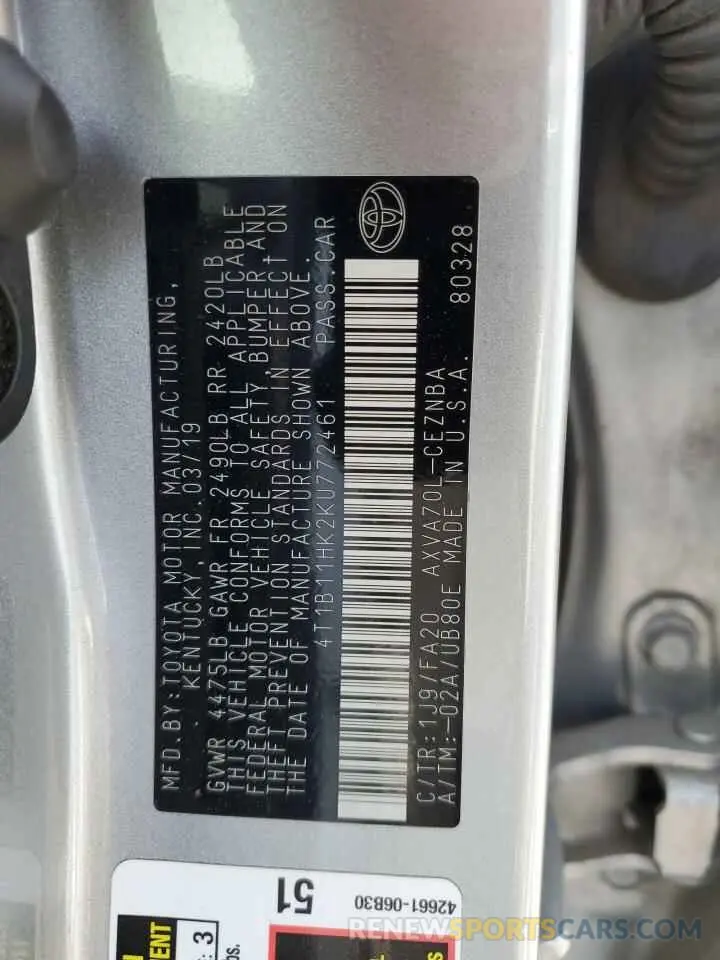 MFD. BY: TOYOTA MOTOR MANUFACTURING,
KENTUCKY, INC. 03/19
GVWR 4475LB GAWR FR 2490LB RR 2420LB
THIS VEHICLE CONFORMS TO ALL APPLICABLE
FEDERAL MOTOR VEHICLE SAFETY, BUMPER, AND
THEFT PREVENTION STANDARDS IN EFFECT ON
THE DATE OF MANUFACTURE SHOWN ABOVE.
4T1B11HK2KU772461 PASS. CAR
C/TR: 1J9/FA20 AXVA70L-CEZNBA
A/TM: -02A/UB80E MADE IN U.S.A. 80328
51
42661-06B30
3
RENEWSPORTSCARS.COM